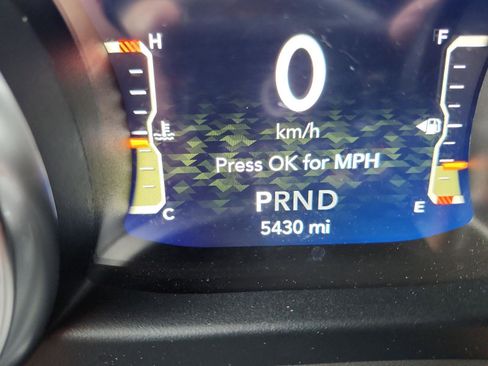 H
F
0
km/h
Press OK for MPH
PRND
C
E
5430 mi